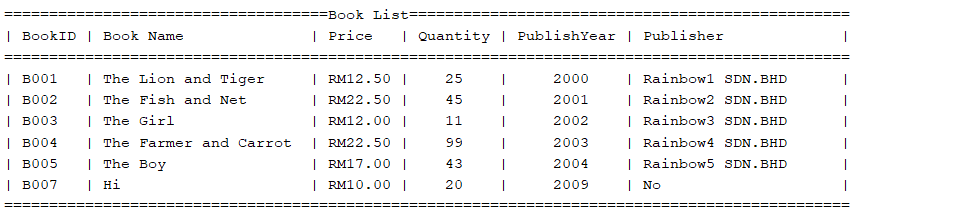 ====================================Book List=================================================
| BookID | Book Name              | Price   | Quantity | PublishYear | Publisher             |
==============================================================================================
| B001   | The Lion and Tiger     | RM12.50 |    25    |     2000    | Rainbow1 SDN.BHD      |
| B002   | The Fish and Net       | RM22.50 |    45    |     2001    | Rainbow2 SDN.BHD      |
| B003   | The Girl               | RM12.00 |    11    |     2002    | Rainbow3 SDN.BHD      |
| B004   | The Farmer and Carrot  | RM22.50 |    99    |     2003    | Rainbow4 SDN.BHD      |
| B005   | The Boy                | RM17.00 |    43    |     2004    | Rainbow5 SDN.BHD      |
| B007   | Hi                     | RM10.00 |    20    |     2009    | No                    |
==============================================================================================